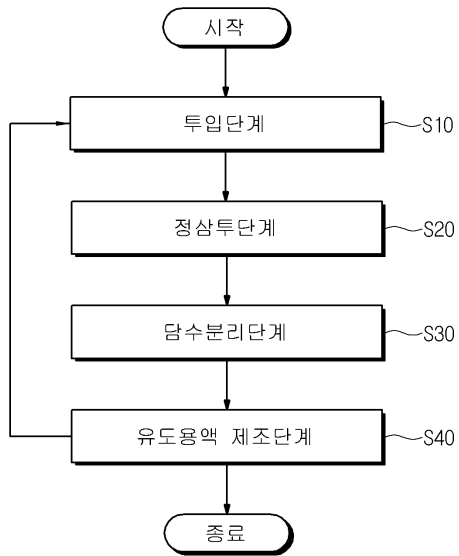 시작
투입단계
S10
정삼투단계
S20
담수분리단계
S30
유도용액 제조단계
S40
종료